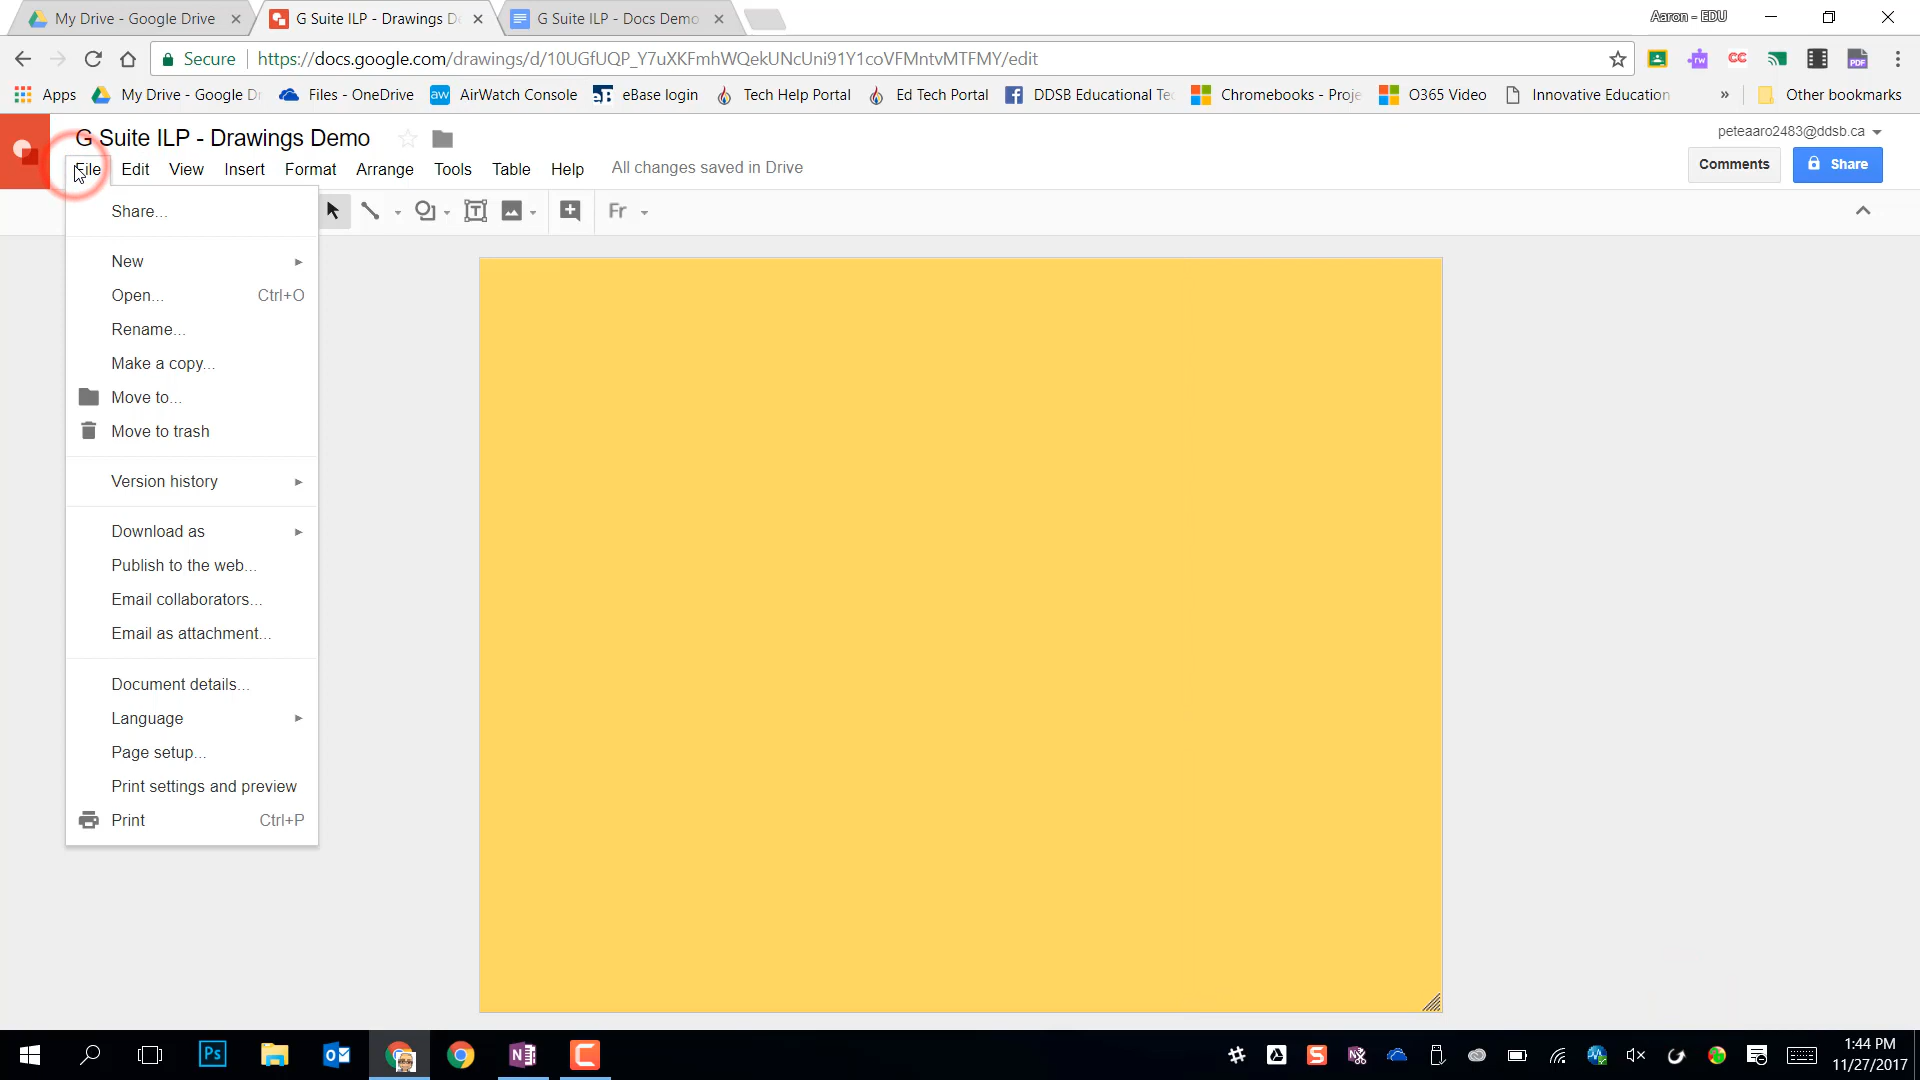 My Drive - Google Drive
G Suite ILP - Drawings D
G Suite ILP - Docs Demo
Aaron - EDU
Secure
https://docs.google.com/drawings/d/10UGfUQP_Y7uXKFmhWQekUNcUni91Y1coVFMntvMTFMY/edit
Apps
My Drive - Google Dr
Files - OneDrive
AirWatch Console
eBase login
Tech Help Portal
Ed Tech Portal
DDSB Educational Te
Chromebooks - Proje
O365 Video
Innovative Education
»
Other bookmarks
G Suite ILP - Drawings Demo
peteaaro2483@ddsb.ca
File Edit View Insert Format Arrange Tools Table Help
All changes saved in Drive
Comments
Share
Fr
Share...
New
Open... Ctrl+O
Rename...
Make a copy...
Move to...
Move to trash
Version history
Download as
Publish to the web...
Email collaborators...
Email as attachment...
Document details...
Language
Page setup...
Print settings and preview
Print Ctrl+P
1:44 PM
11/27/2017